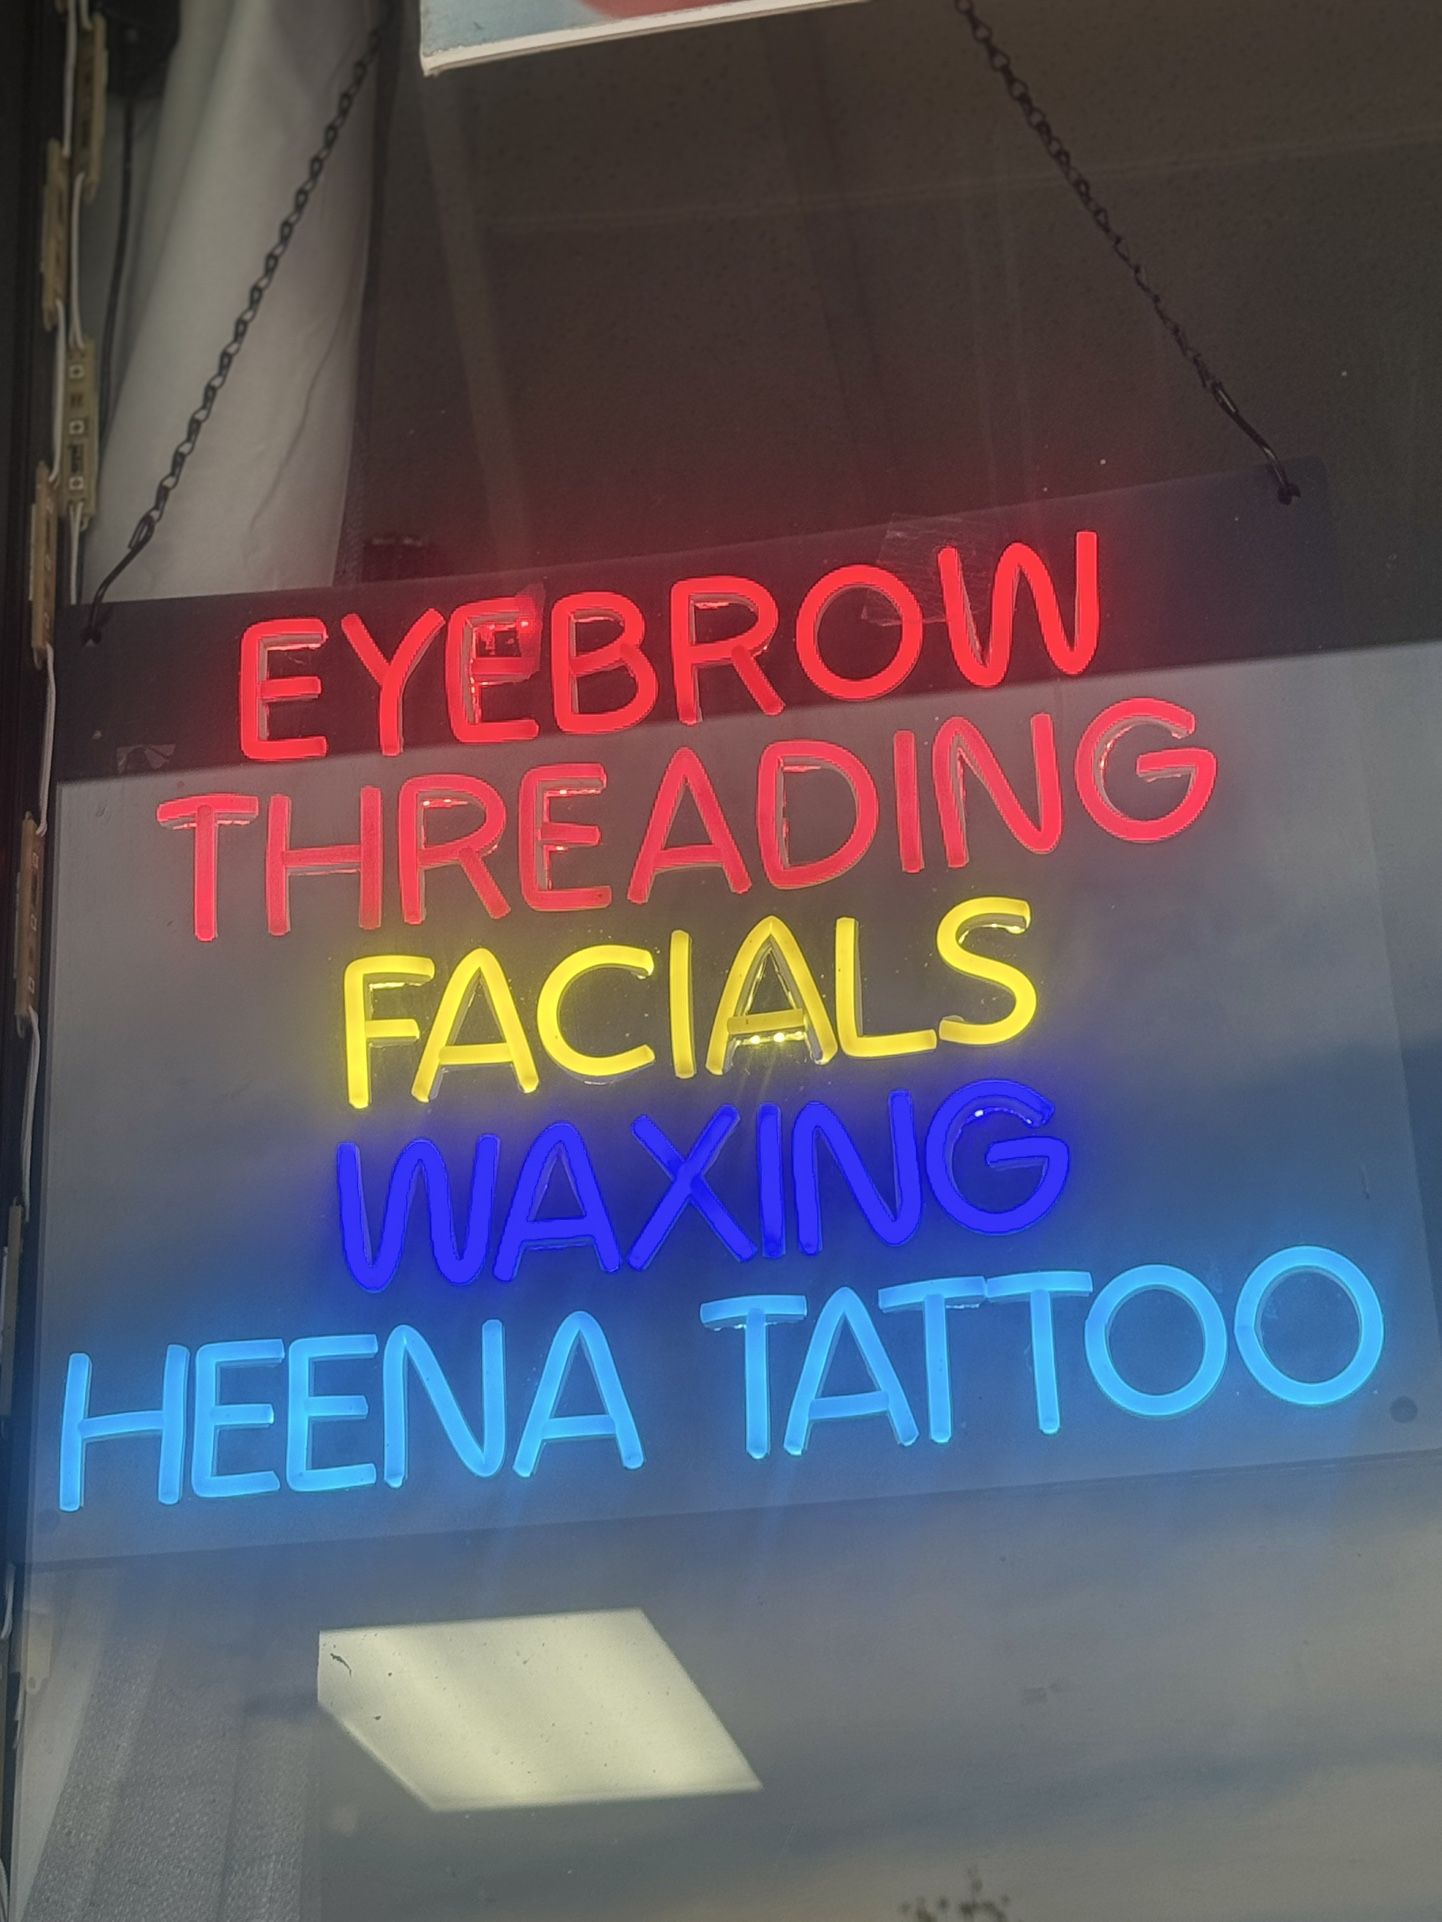 EYEBROW
THREADING
FACIALS
WAXING
HEENA TATTOO